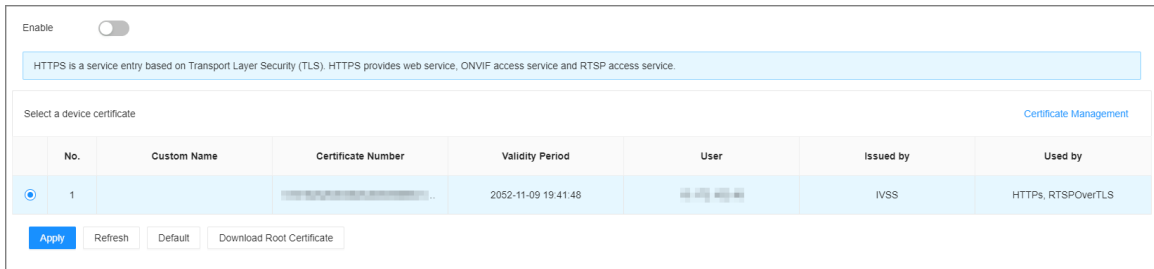 Enable
HTTPS is a service entry based on Transport Layer Security (TLS). HTTPS provides web service, ONVIF access service and RTSP access service.
Select a device certificate Certificate Management
No. Custom Name Certificate Number Validity Period User Issued by Used by
1 2052-11-09 19:41:48 IVSS HTTPs, RTSPOverTLS
Apply Refresh Default Download Root Certificate